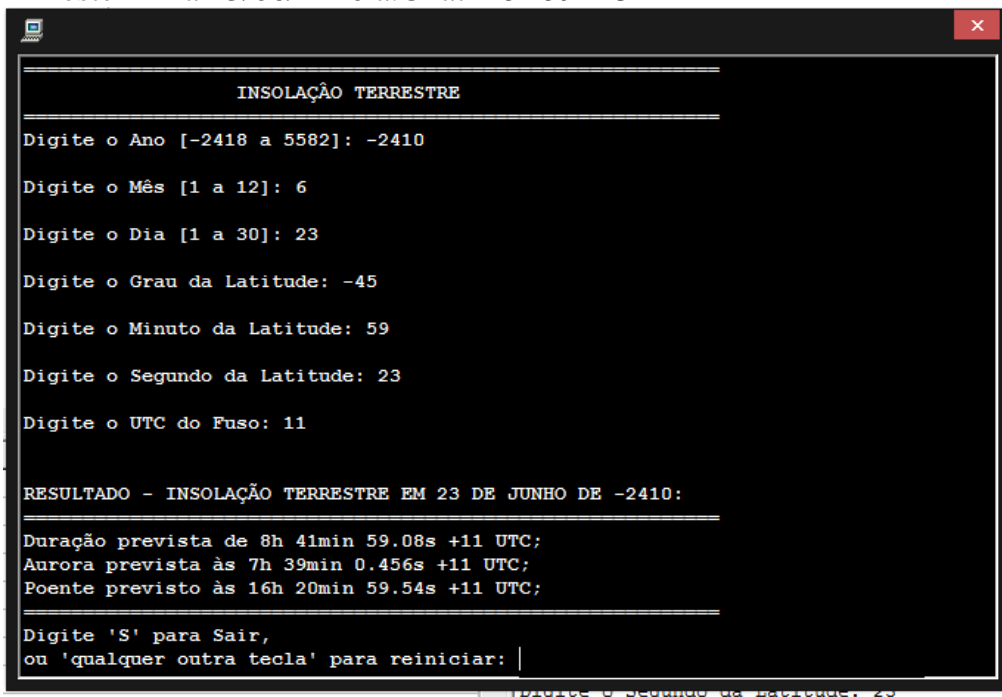 INSOLAÇÂO TERRESTRE
Digite o Ano [-2418 a 5582]: -2410
Digite o Mês [1 a 12]: 6
Digite o Dia [1 a 30]: 23
Digite o Grau da Latitude: -45
Digite o Minuto da Latitude: 59
Digite o Segundo da Latitude: 23
Digite o UTC do Fuso: 11
RESULTADO - INSOLAÇÃO TERRESTRE EM 23 DE JUNHO DE -2410:
Duração prevista de 8h 41min 59.08s +11 UTC;
Aurora prevista às 7h 39min 0.456s +11 UTC;
Poente previsto às 16h 20min 59.54s +11 UTC;
Digite 'S' para Sair,
ou 'qualquer outra tecla' para reiniciar: